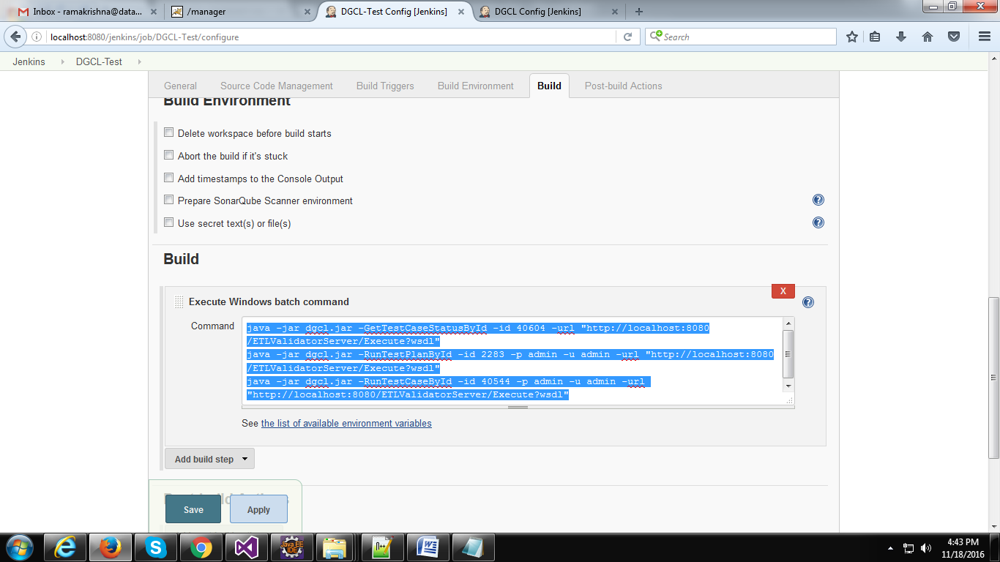 Inbox - ramakrishna@data...
/manager
DGCL-Test Config [Jenkins]
DGCL Config [Jenkins]
localhost:8080/jenkins/job/DGCL-Test/configure
Search
Jenkins
DGCL-Test
General
Source Code Management
Build Triggers
Build Environment
Build
Post-build Actions
Build Environment
Delete workspace before build starts
Abort the build if it's stuck
Add timestamps to the Console Output
Prepare SonarQube Scanner environment
Use secret text(s) or file(s)
Build
X
Execute Windows batch command
Command
java –jar dgcl.jar –GetTestCaseStatusById –id 40604 –url "http://localhost:8080
/ETLValidatorServer/Execute?wsdl"
java –jar dgcl.jar –RunTestPlanById –id 2283 –p admin –u admin –url "http://localhost:8080
/ETLValidatorServer/Execute?wsdl"
java –jar dgcl.jar –RunTestCaseById –id 40544 –p admin –u admin –url
"http://localhost:8080/ETLValidatorServer/Execute?wsdl"
See the list of available environment variables
Add build step
Post-build Actions
Save
Apply
Java EE
IDE
4:43 PM
11/18/2016